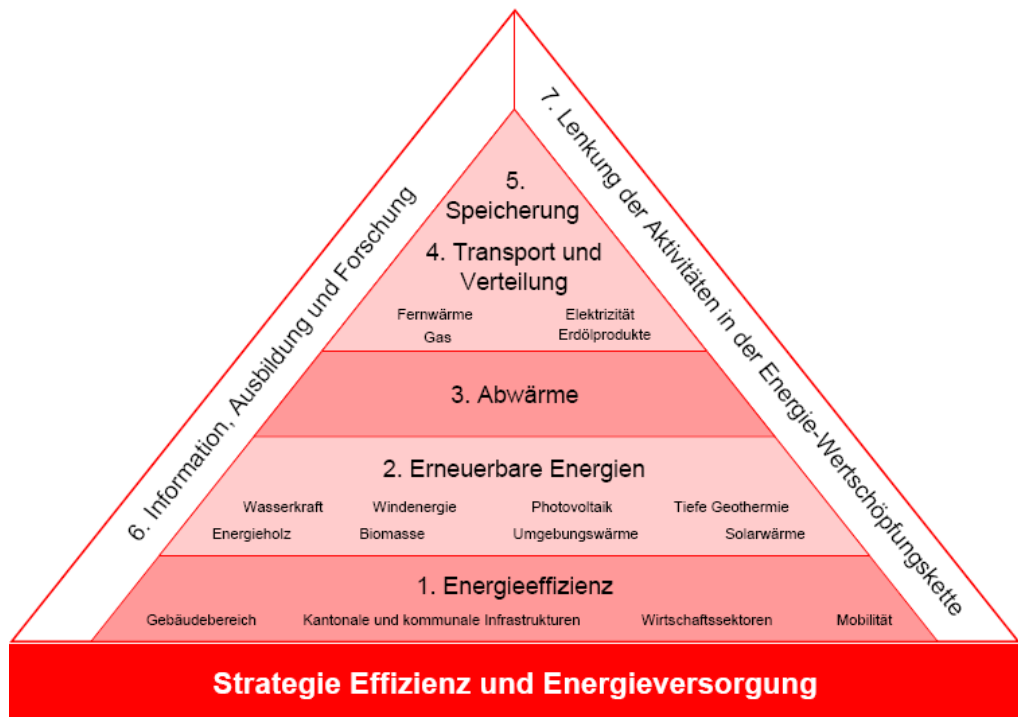 5.
Speicherung
4. Transport und
Verteilung
Fernwärme Elektrizität
Gas Erdölprodukte
3. Abwärme
2. Erneuerbare Energien
Wasserkraft Windenergie Photovoltaik Tiefe Geothermie
Energieholz Biomasse Umgebungswärme Solarwärme
1. Energieeffizienz
Gebäudebereich Kantonale und kommunale Infrastrukturen Wirtschaftssektoren Mobilität
6. Information, Ausbildung und Forschung
7. Lenkung der Aktivitäten in der Energie-Wertschöpfungskette
Strategie Effizienz und Energieversorgung